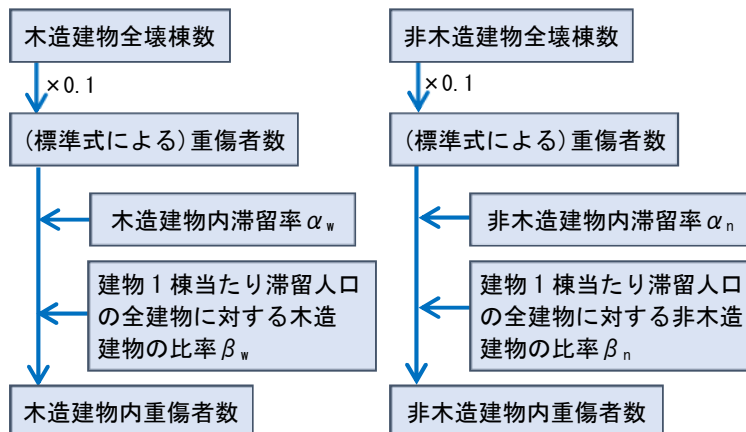 木造建物全壊棟数
×0.1
(標準式による)重傷者数
木造建物内滞留率αw
建物1棟当たり滞留人口
の全建物に対する木造
建物の比率βw
木造建物内重傷者数
非木造建物全壊棟数
×0.1
(標準式による)重傷者数
非木造建物内滞留率αn
建物1棟当たり滞留人口
の全建物に対する非木造
建物の比率βn
非木造建物内重傷者数